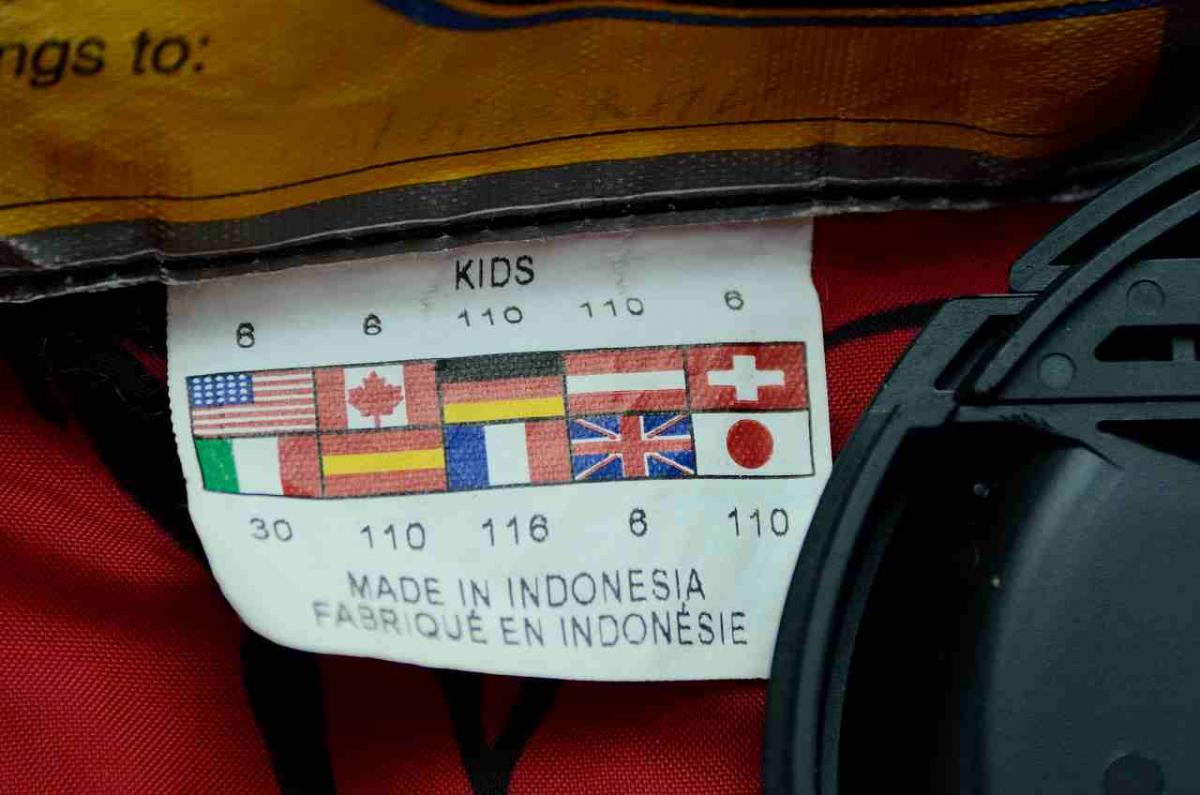 ngs to:
KIDS
6 6 110 110 6
30 110 116 6 110
MADE IN INDONESIA
FABRIQUÉ EN INDONÉSIE